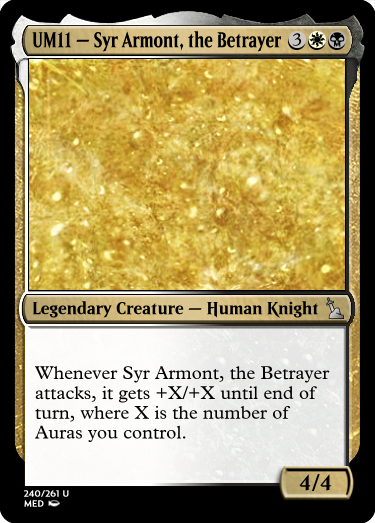 UM11 — Syr Armont, the Betrayer 3
Legendary Creature — Human Knight
Whenever Syr Armont, the Betrayer
attacks, it gets +X/+X until end of
turn, where X is the number of
Auras you control.
4/4
240/261 U
MED